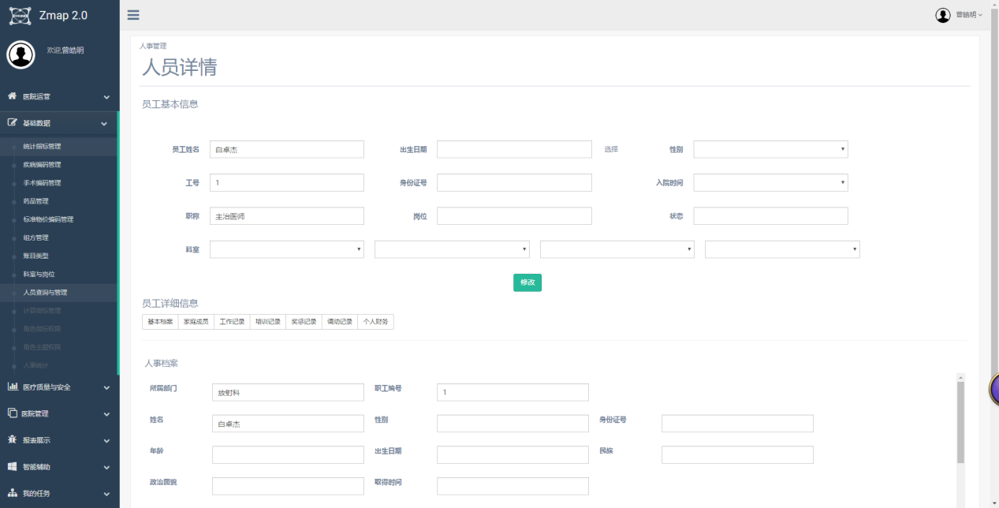 Zmap 2.0
欢迎,曾皓明
医院运营
基础数据
统计指标管理
疾病编码管理
手术编码管理
药品管理
标准物价编码管理
组方管理
账目类型
科室与岗位
人员查询与管理
计算指标管理
角色指标权限
角色主题权限
人事统计
医疗质量与安全
医院管理
报表展示
智能辅助
我的任务
曾皓明
人事管理
人员详情
员工基本信息
员工姓名 白卓杰 出生日期 选择 性别
工号 1 身份证号 入院时间
职称 主治医师 岗位 状态
科室
修改
员工详细信息
基本档案 家庭成员 工作记录 培训记录 奖惩记录 调动记录 个人财务
人事档案
所属部门 放射科 职工编号 1
姓名 白卓杰 性别 身份证号
年龄 出生日期 民族
政治面貌 取得时间